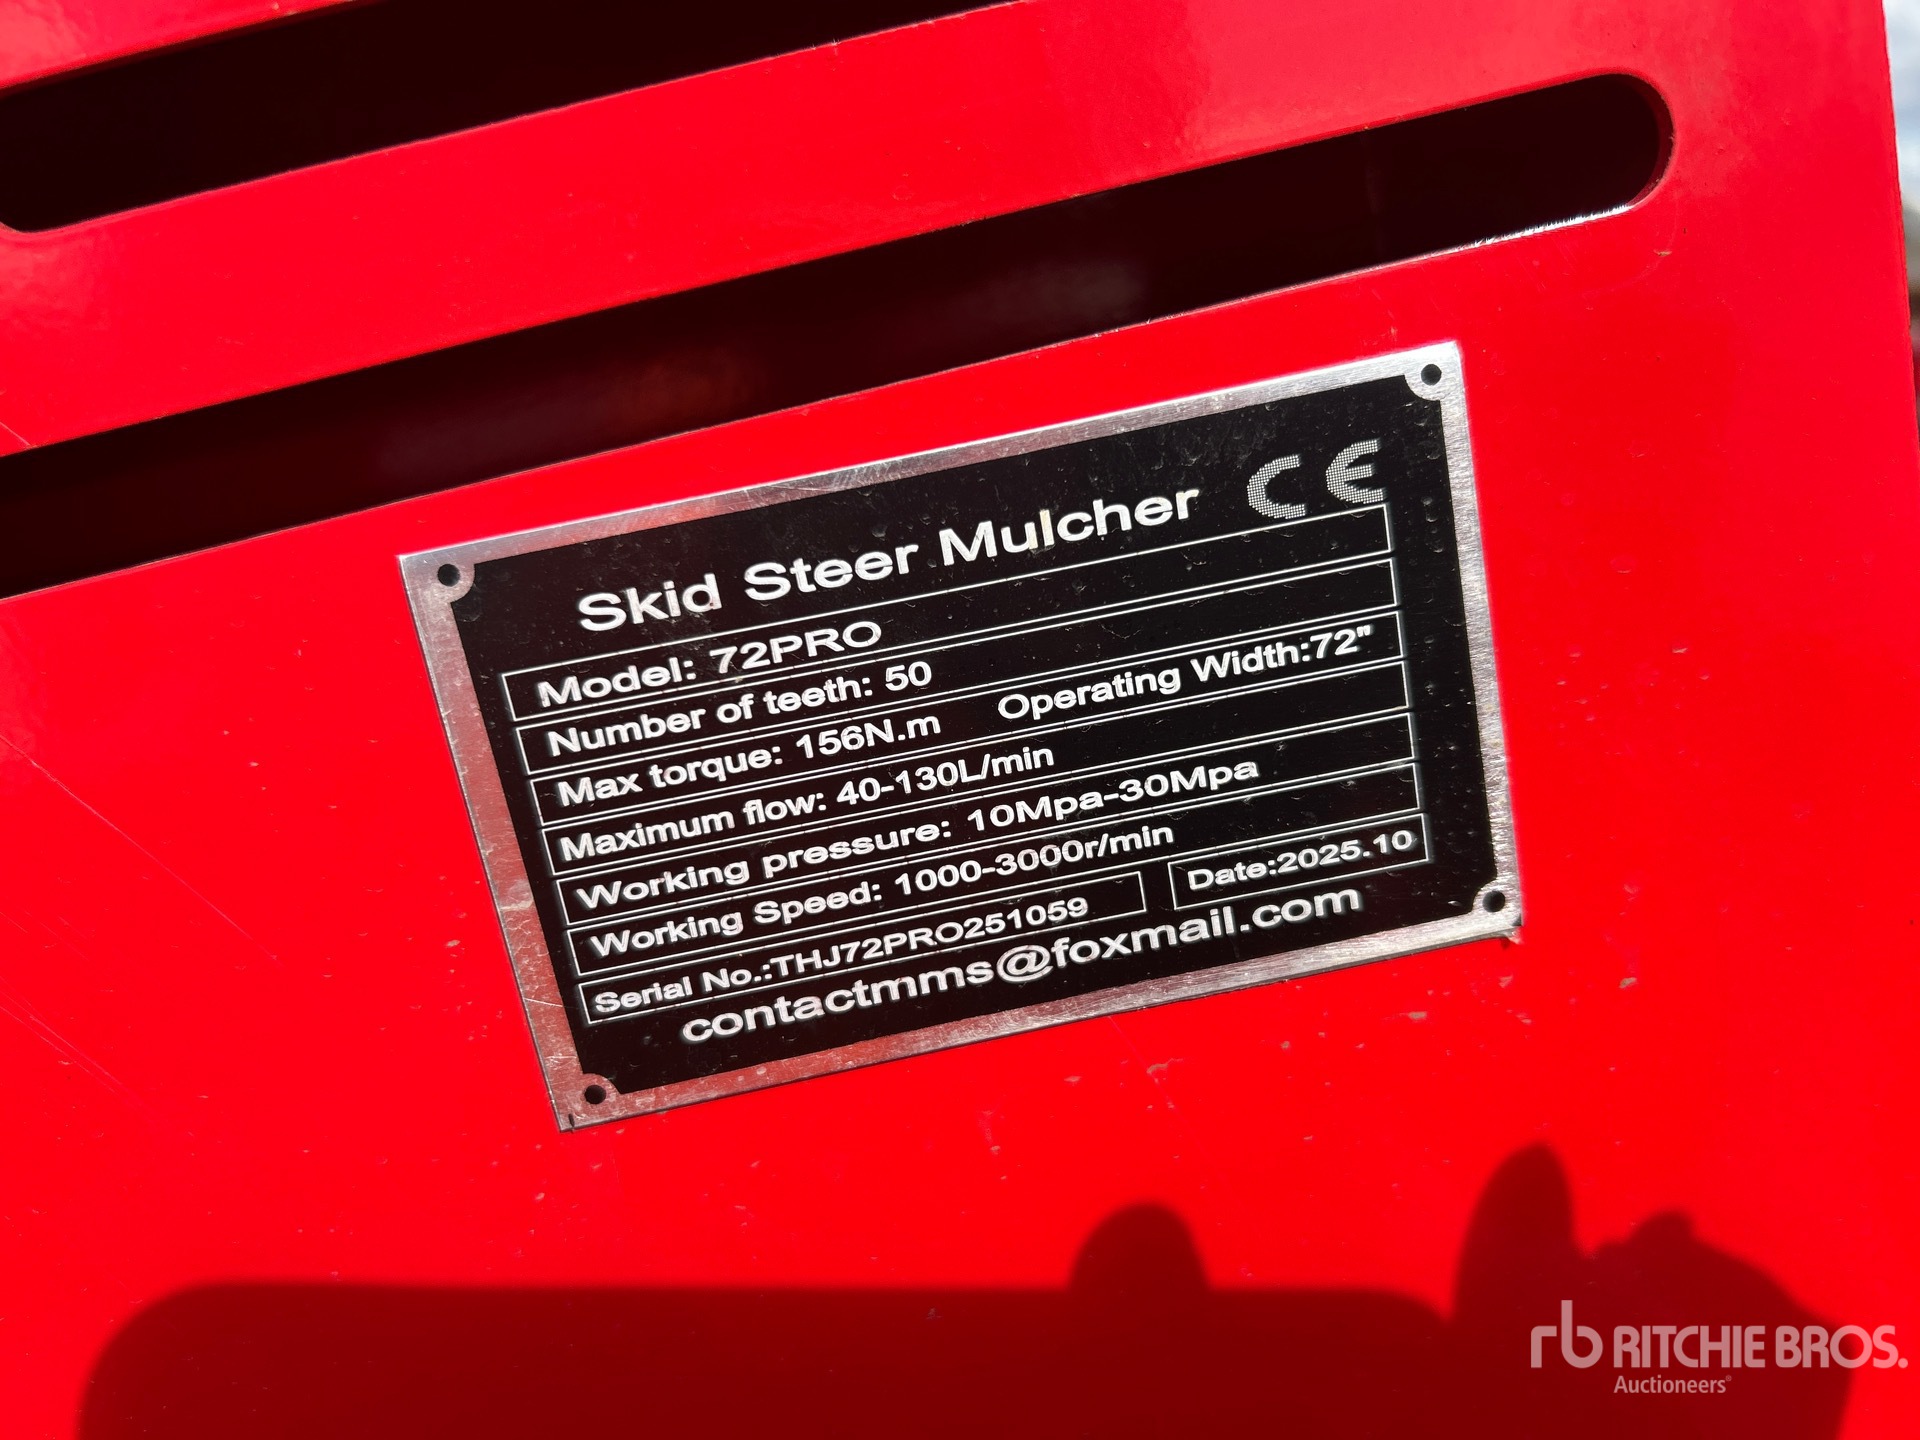 Skid Steer Mulcher CE
Model: 72PRO
Number of teeth: 50
Max torque: 156N.m Operating Width:72"
Maximum flow: 40-130L/min
Working pressure: 10Mpa-30Mpa
Working Speed: 1000-3000r/min
Serial No.:THJ72PRO251059 Date:2025.10
contactmms@foxmail.com
rb RITCHIE BROS.
Auctioneers®